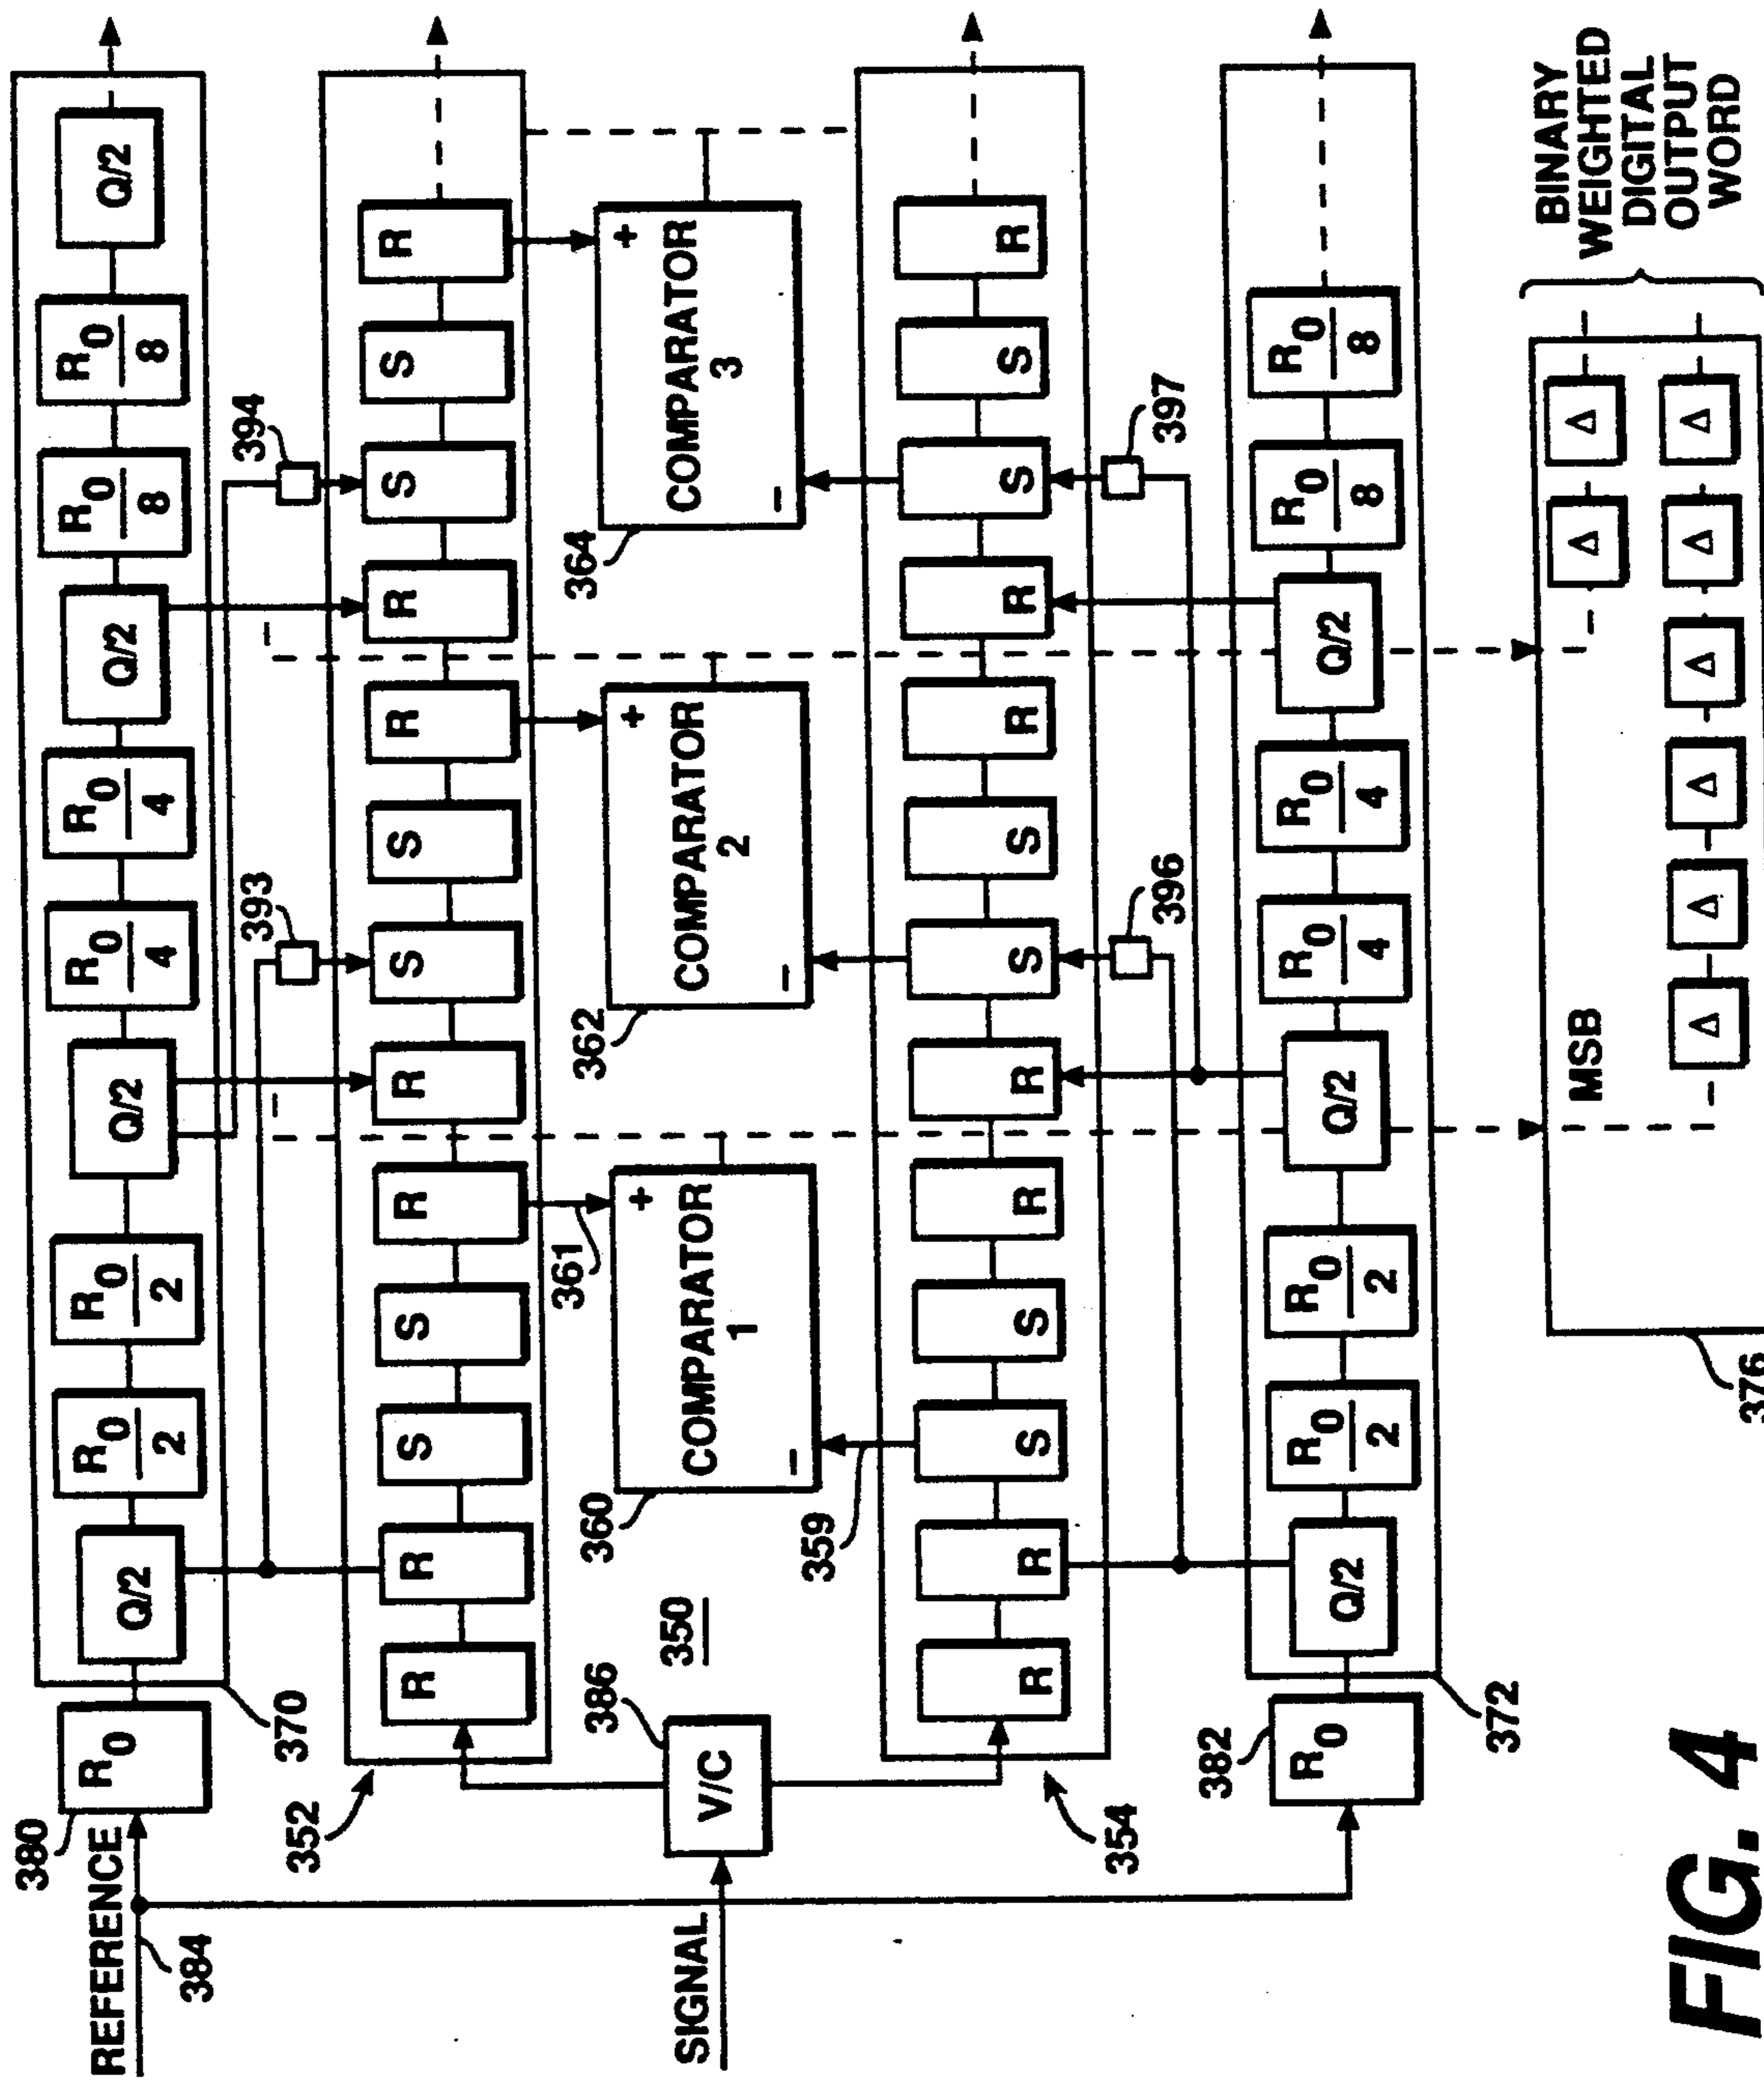 REFERENCE
384
380
R0
370
Q/2
R0/2
R0/2
Q/2
R0/4
R0/4
Q/2
R0/8
R0/8
Q/2
393
394
352
R
R
S
S
R
R
S
S
R
R
S
S
R
SIGNAL
386
V/C
350
360
COMPARATOR
1
+
−
361
359
362
COMPARATOR
2
+
−
364
COMPARATOR
3
+
−
354
R
R
S
S
R
R
S
S
R
R
S
S
R
396
397
382
R0
372
Q/2
R0/2
R0/2
Q/2
R0/4
R0/4
Q/2
R0/8
R0/8
376
MSB
Δ
Δ
Δ
Δ
Δ
Δ
Δ
Δ
BINARY
WEIGHTED
DIGITAL
OUTPUT
WORD
FIG. 4